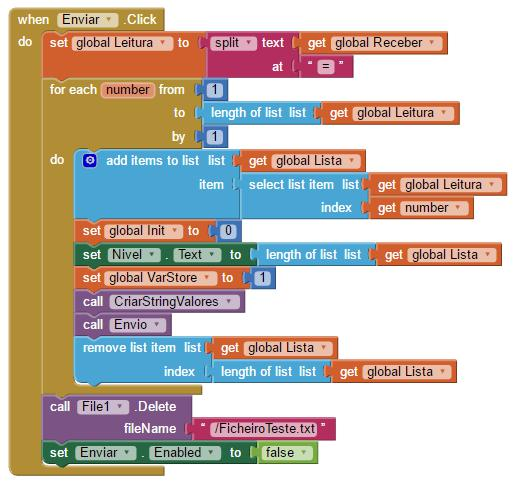 when Enviar .Click
do set global Leitura to split text get global Receber
at " = "
for each number from 1
to length of list list get global Leitura
by 1
do add items to list list get global Lista
item select list item list get global Leitura
index get number
set global Init to 0
set Nivel . Text to length of list list get global Lista
set global VarStore to 1
call CriarStringValores
call Envio
remove list item list get global Lista
index length of list list get global Lista
call File1 .Delete
fileName " /FicheiroTeste.txt "
set Enviar . Enabled to false